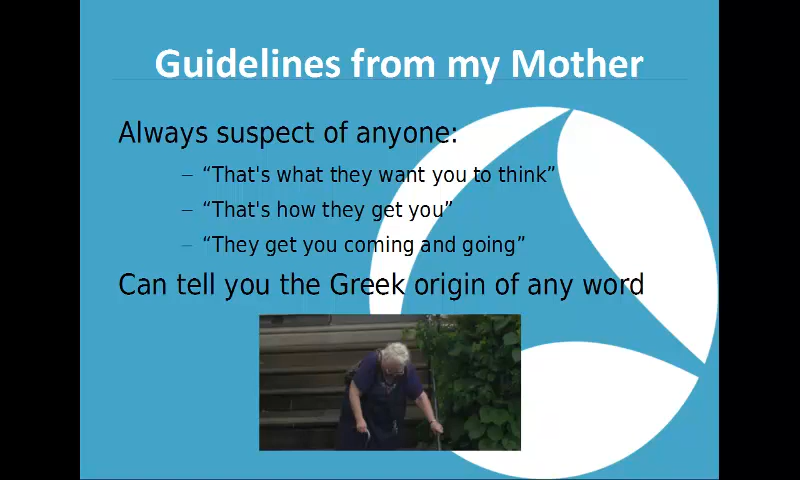 Guidelines from my Mother
Always suspect of anyone:
– “That's what they want you to think”
– “That's how they get you”
– “They get you coming and going”
Can tell you the Greek origin of any word